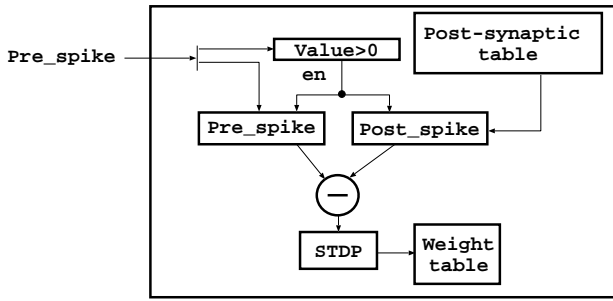 Pre_spike
Value>0
Post-synaptic
table
en
Pre_spike
Post_spike
−
STDP
Weight
table